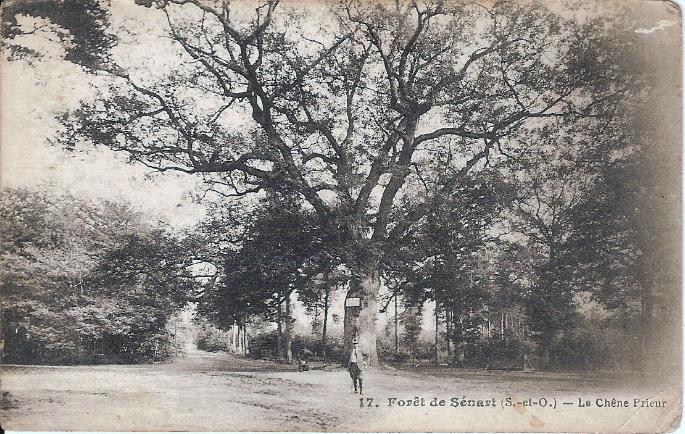 17. Forêt de Sénart (S.-et-O.) — Le Chêne Prieur